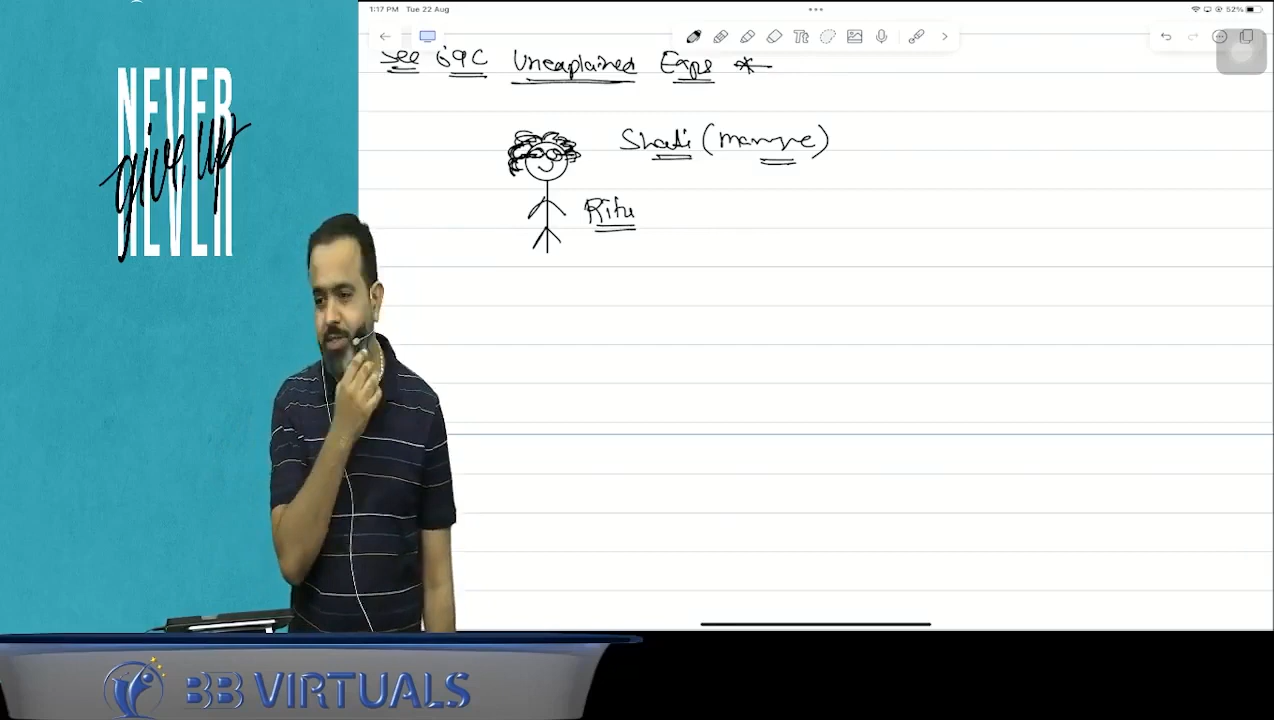 1:17 PM Tue 22 Aug
52%
See 69C Unexplained Exps
NEVER
give up
NEVER
Shadi (marriage)
Ritu
BB VIRTUALS